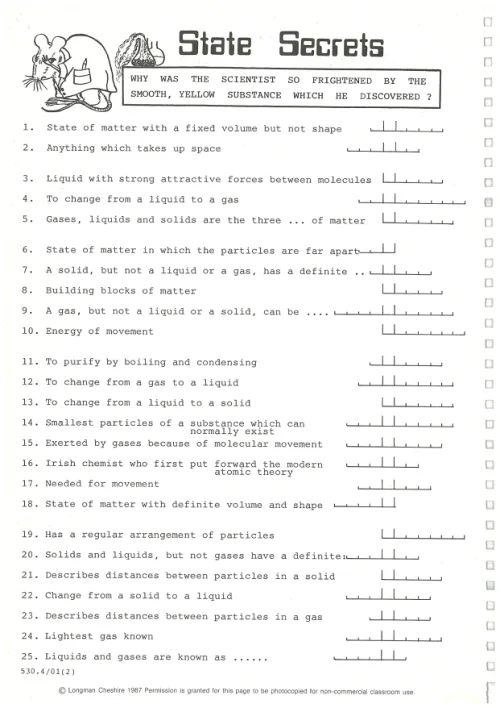 State Secrets
WHY WAS THE SCIENTIST SO FRIGHTENED BY THE
SMOOTH, YELLOW SUBSTANCE WHICH HE DISCOVERED ?
1. State of matter with a fixed volume but not shape
2. Anything which takes up space
3. Liquid with strong attractive forces between molecules
4. To change from a liquid to a gas
5. Gases, liquids and solids are the three ... of matter
6. State of matter in which the particles are far apart
7. A solid, but not a liquid or a gas, has a definite ..
8. Building blocks of matter
9. A gas, but not a liquid or a solid, can be ....
10. Energy of movement
11. To purify by boiling and condensing
12. To change from a gas to a liquid
13. To change from a liquid to a solid
14. Smallest particles of a substance which can
normally exist
15. Exerted by gases because of molecular movement
16. Irish chemist who first put forward the modern
atomic theory
17. Needed for movement
18. State of matter with definite volume and shape
19. Has a regular arrangement of particles
20. Solids and liquids, but not gases have a definite:
21. Describes distances between particles in a solid
22. Change from a solid to a liquid
23. Describes distances between particles in a gas
24. Lightest gas known
25. Liquids and gases are known as ......
530.4/01(2)
© Longman Cheshire 1987 Permission is granted for this page to be photocopied for non-commercial classroom use.